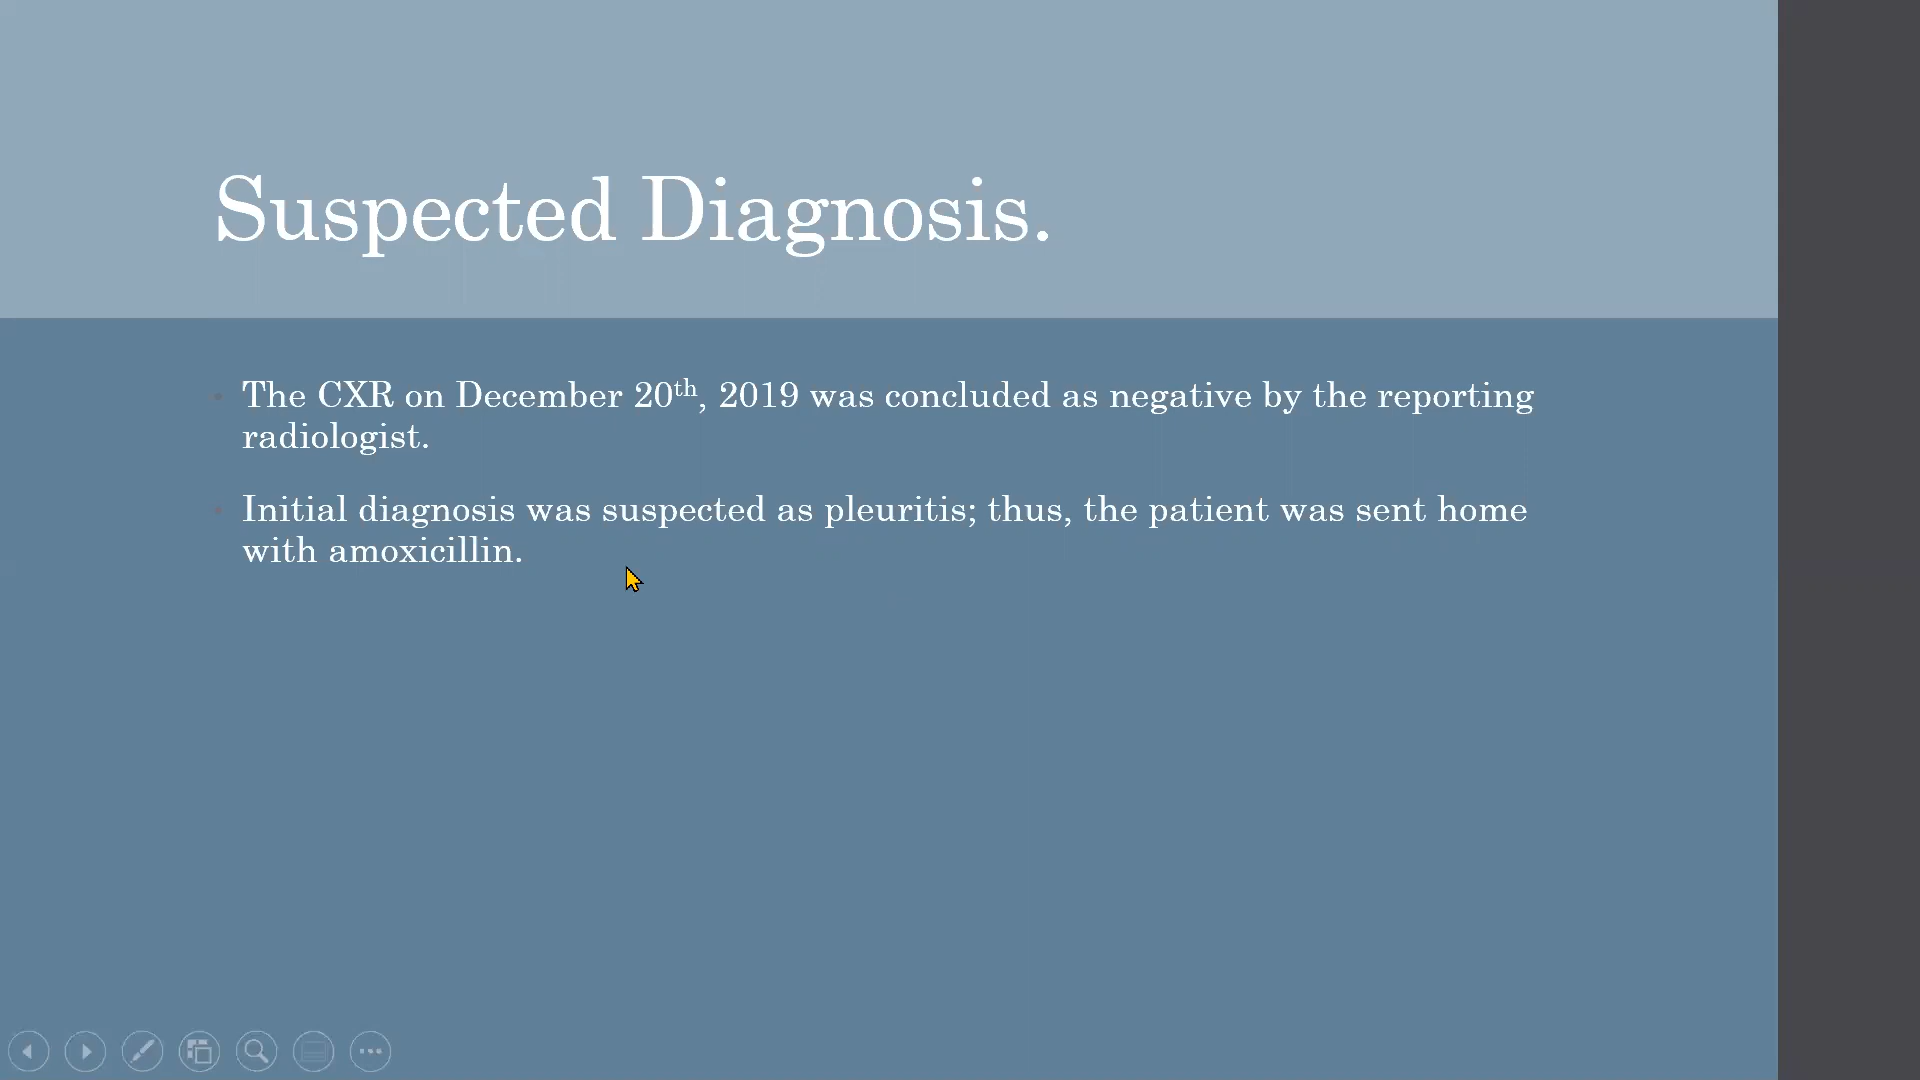 Suspected Diagnosis.
The CXR on December 20th, 2019 was concluded as negative by the reporting
radiologist.
Initial diagnosis was suspected as pleuritis; thus, the patient was sent home
with amoxicillin.